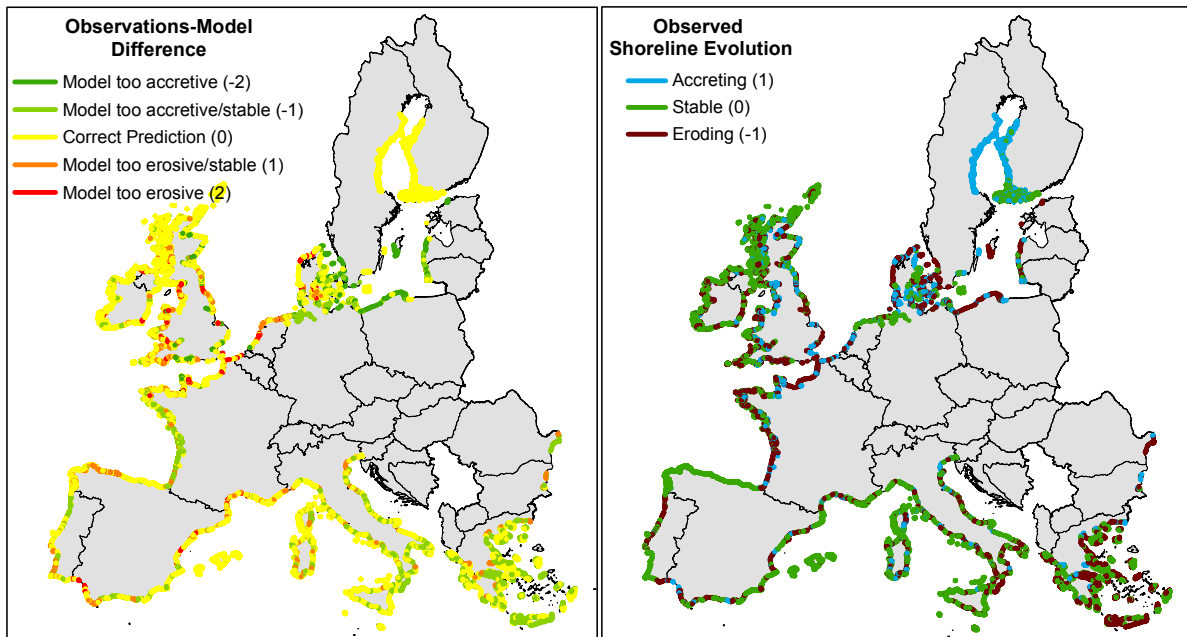 Observations-Model
Difference
Model too accretive (-2)
Model too accretive/stable (-1)
Correct Prediction (0)
Model too erosive/stable (1)
Model too erosive (2)
Observed
Shoreline Evolution
Accreting (1)
Stable (0)
Eroding (-1)